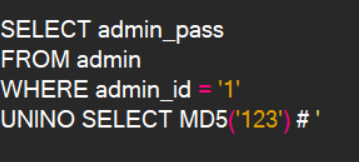 SELECT admin_pass
FROM admin
WHERE admin_id = '1'
UNINO SELECT MD5('123') # '